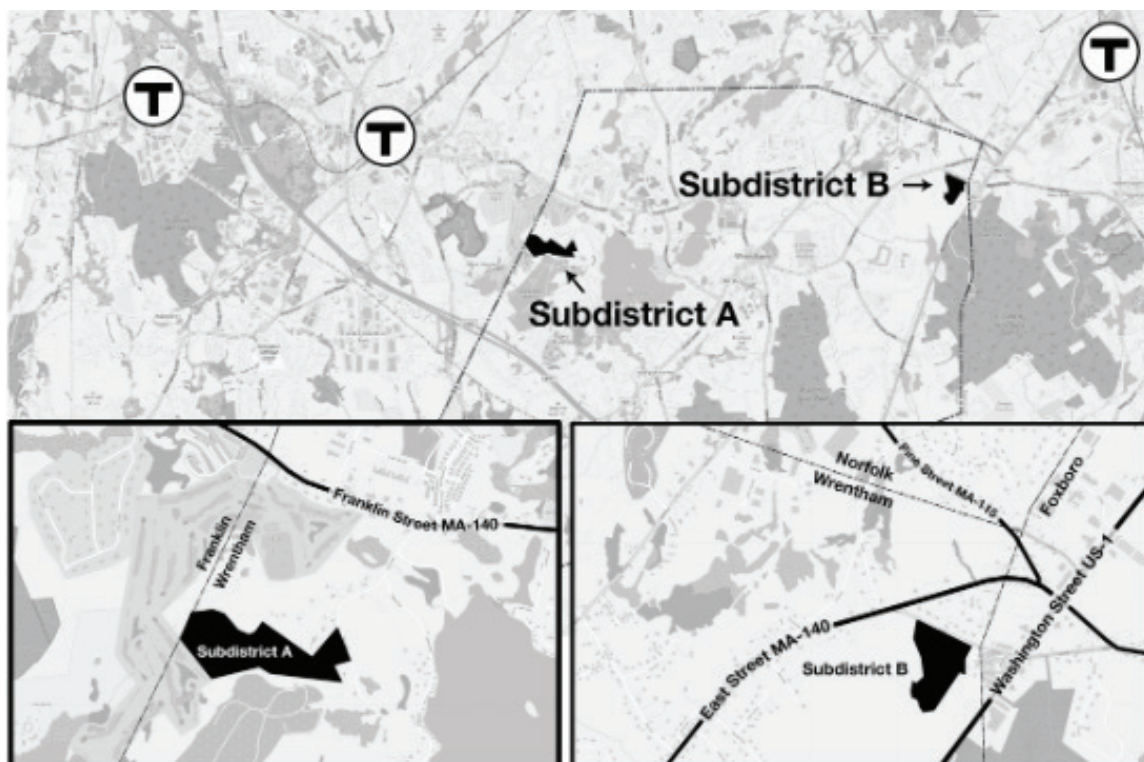 T
T
T
Subdistrict B
Subdistrict A
Franklin Street MA-140
Franklin
Wrentham
Subdistrict A
Norfolk
Wrentham
Pine Street MA-115
Foxboro
East Street MA-140
Washington Street US-1
Subdistrict B